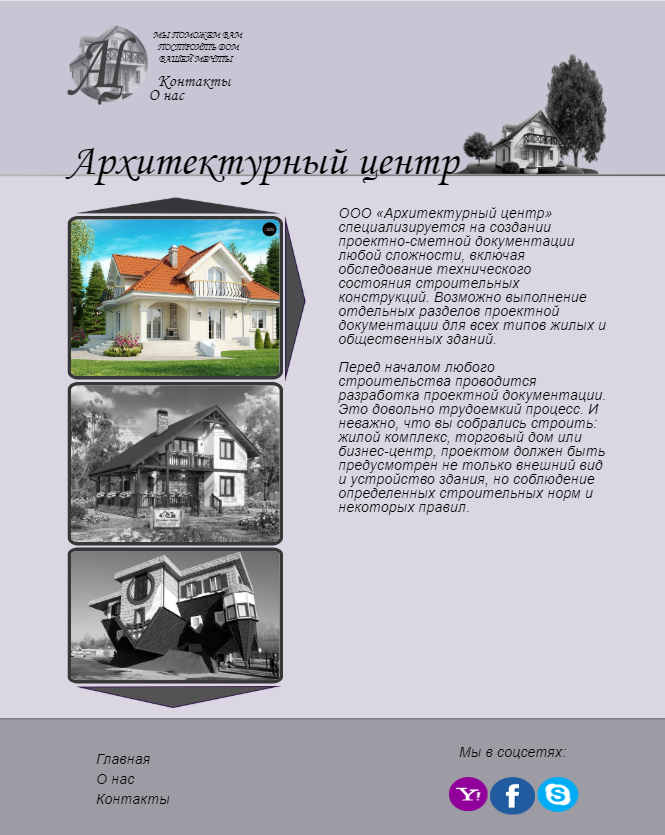 АЦ
МЫ ПОМОЖЕМ ВАМ
ПОСТРОИТЬ ДОМ
ВАШЕЙ МЕЧТЫ
Контакты
О нас
Архитектурный центр
ООО «Архитектурный центр»
специализируется на создании
проектно-сметной документации
любой сложности, включая
обследование технического
состояния строительных
конструкций. Возможно выполнение
отдельных разделов проектной
документации для всех типов жилых и
общественных зданий.
Перед началом любого
строительства проводится
разработка проектной документации.
Это довольно трудоемкий процесс. И
неважно, что вы собрались строить:
жилой комплекс, торговый дом или
бизнес-центр, проектом должен быть
предусмотрен не только внешний вид
и устройство здания, но соблюдение
определенных строительных норм и
некоторых правил.
Главная
О нас
Контакты
Мы в соцсетях:
Y! f S